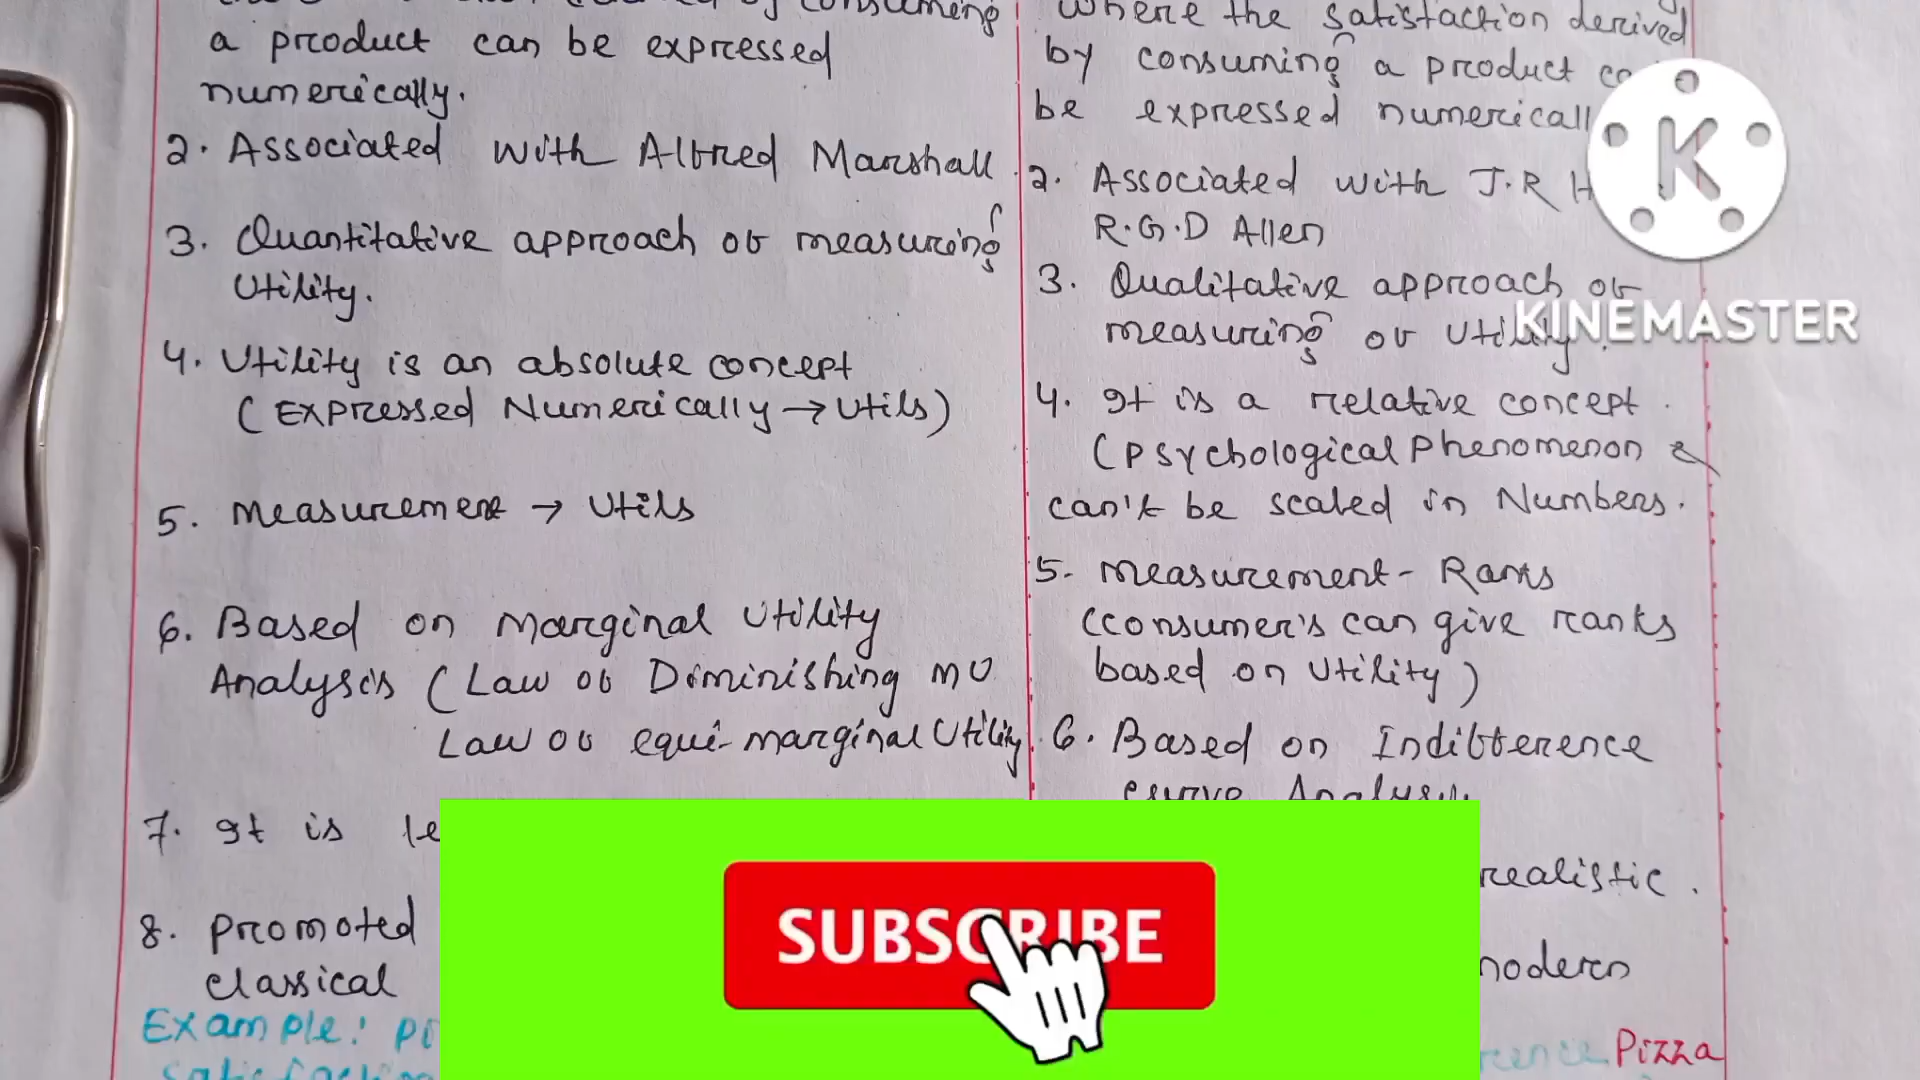 a product can be expressed
numerically.
2. Associated with Alfred Marshall.
3. Quantitative approach of measuring
Utility.
4. Utility is an absolute concept
(Expressed Numerically → Utils)
5. Measurement → Utils
6. Based on Marginal Utility
Analysis (Law of Diminishing MU
Law of equi-marginal Utility
7. It is
8. Promoted
classical
Example:
where the satisfaction derived
by consuming a product
be expressed numerically
2. Associated with J.R
R.G.D Allen
3. Qualitative approach of
measuring of Utility.
4. It is a relative concept.
(Psychological Phenomenon &
can't be scaled in Numbers.
5. Measurement - Ranks
(consumer's can give ranks
based on Utility)
6. Based on Indifference
curve Analysis
realistic.
Pizza
K
KINEMASTER
SUBSCRIBE